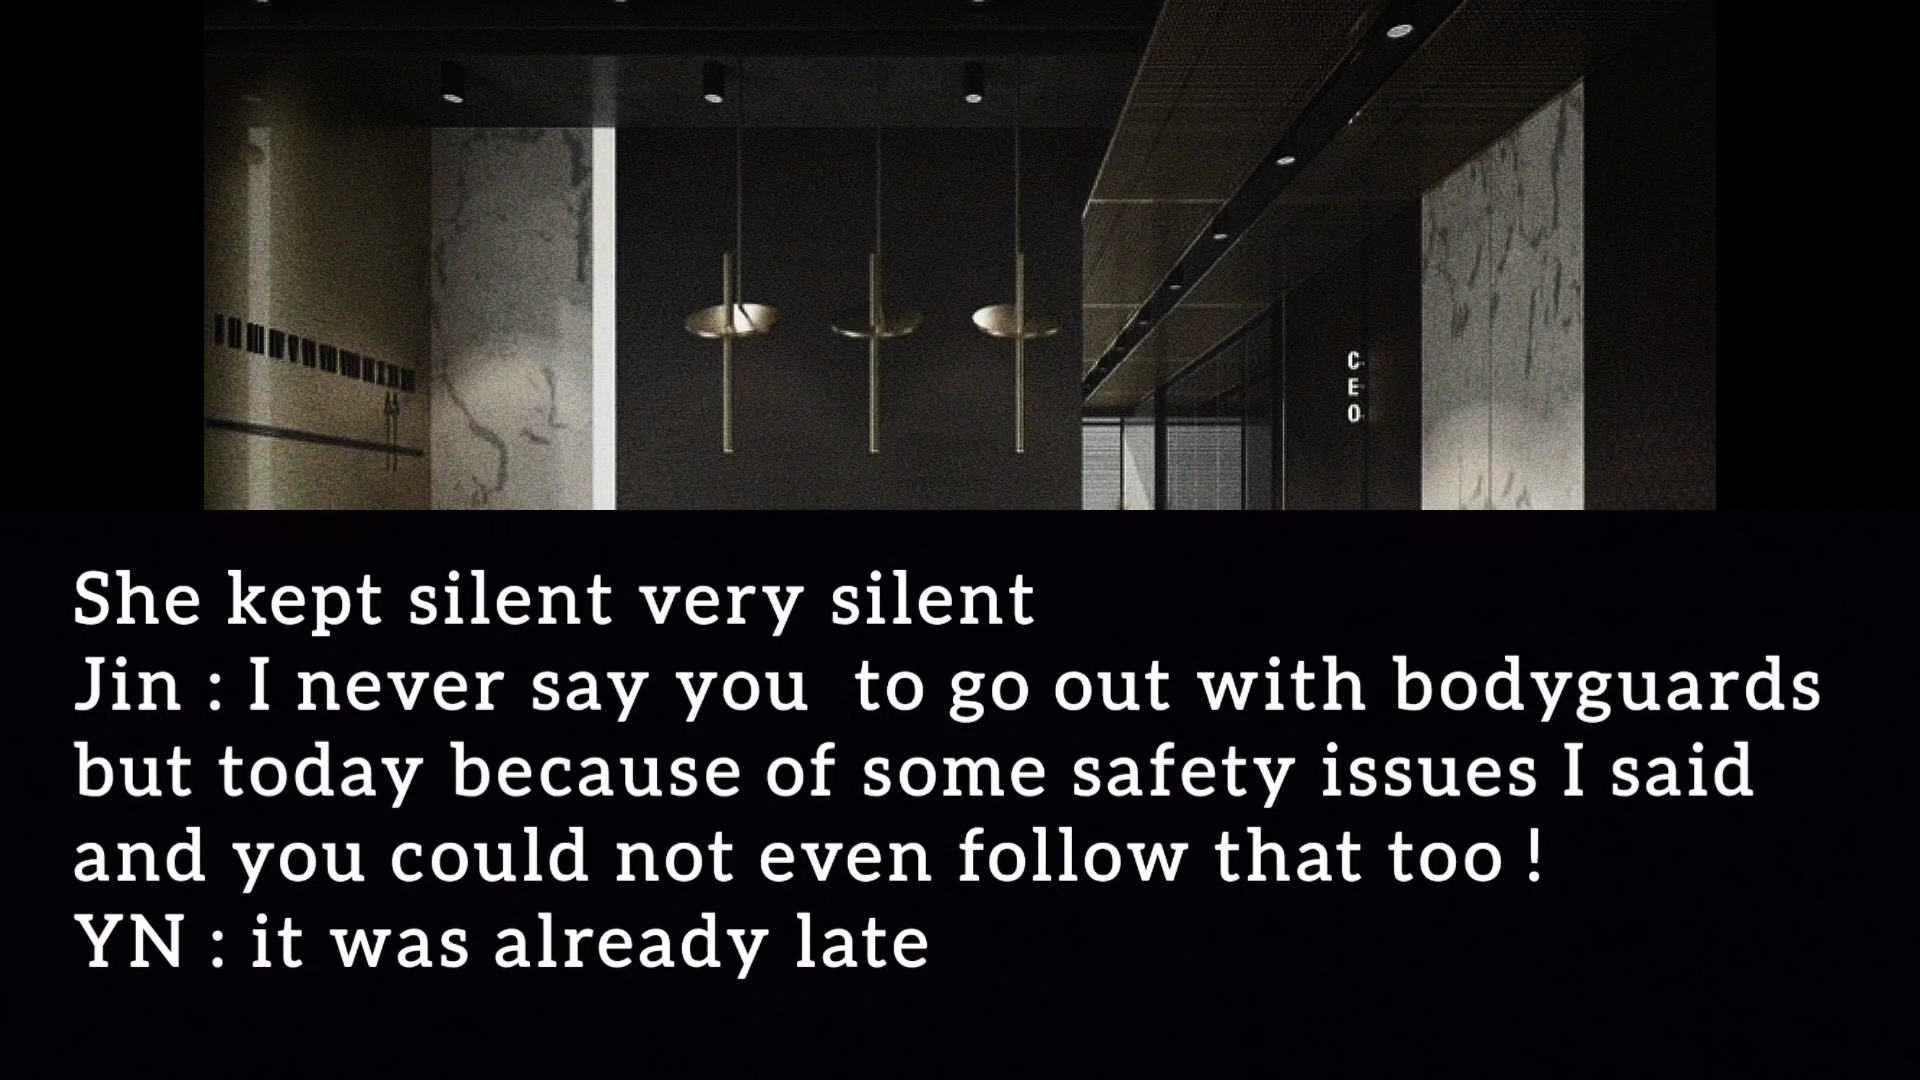 C
E
O
She kept silent very silent
Jin : I never say you  to go out with bodyguards
but today because of some safety issues I said
and you could not even follow that too !
YN : it was already late